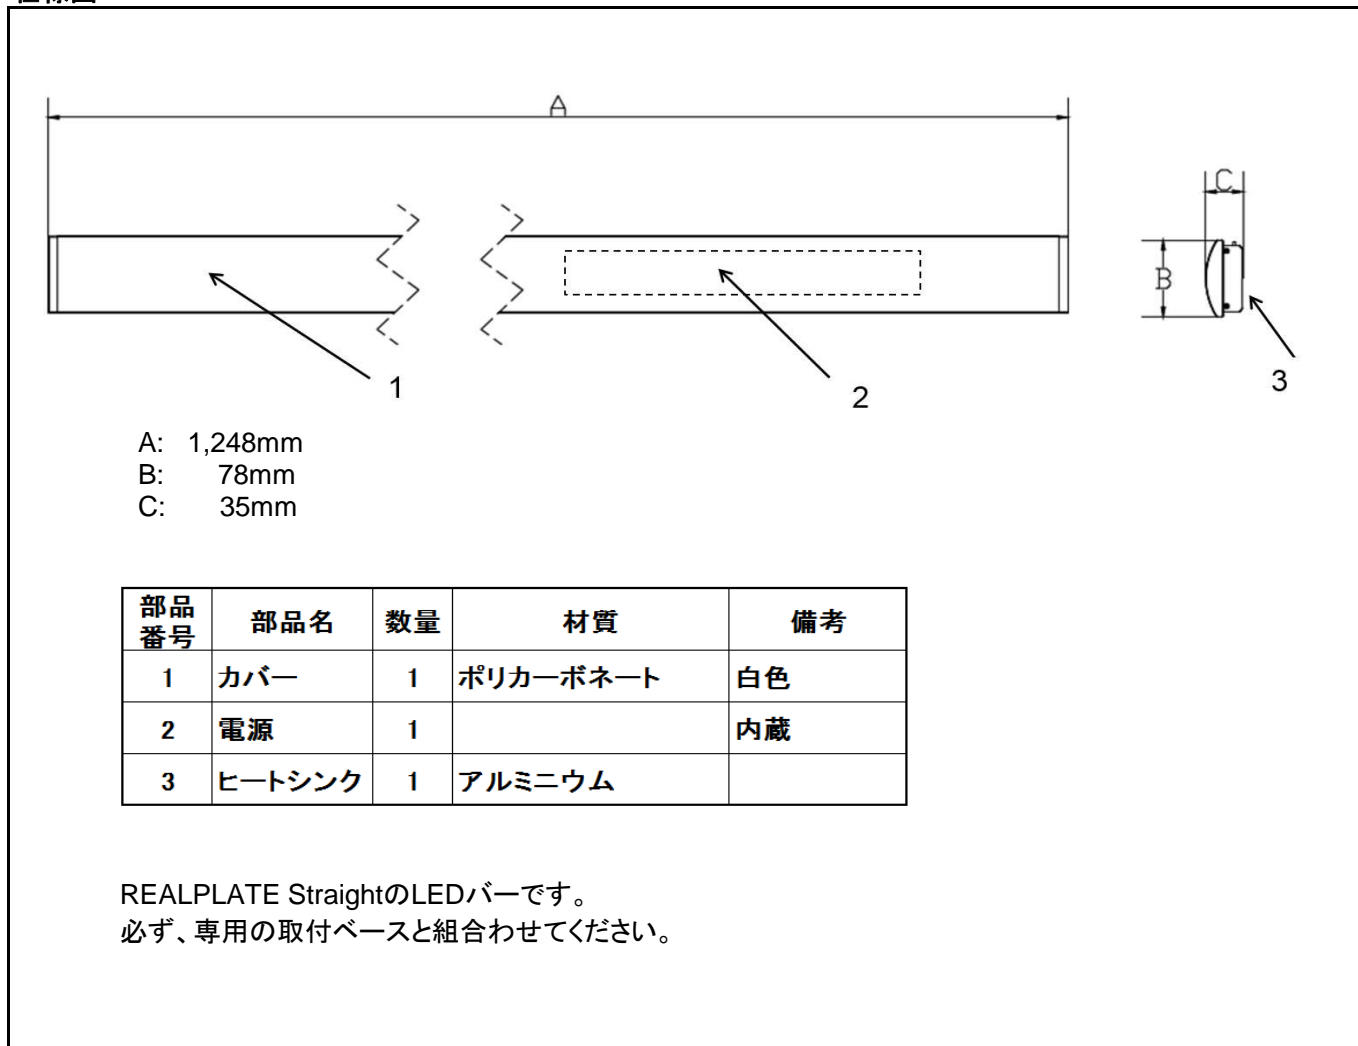 A
C
B
1
2
3
A: 1,248mm
B: 78mm
C: 35mm
部品番号 部品名 数量 材質 備考
1 カバー 1 ポリカーボネート 白色
2 電源 1 内蔵
3 ヒートシンク 1 アルミニウム
REALPLATE StraightのLEDバーです。
必ず、専用の取付ベースと組合わせてください。